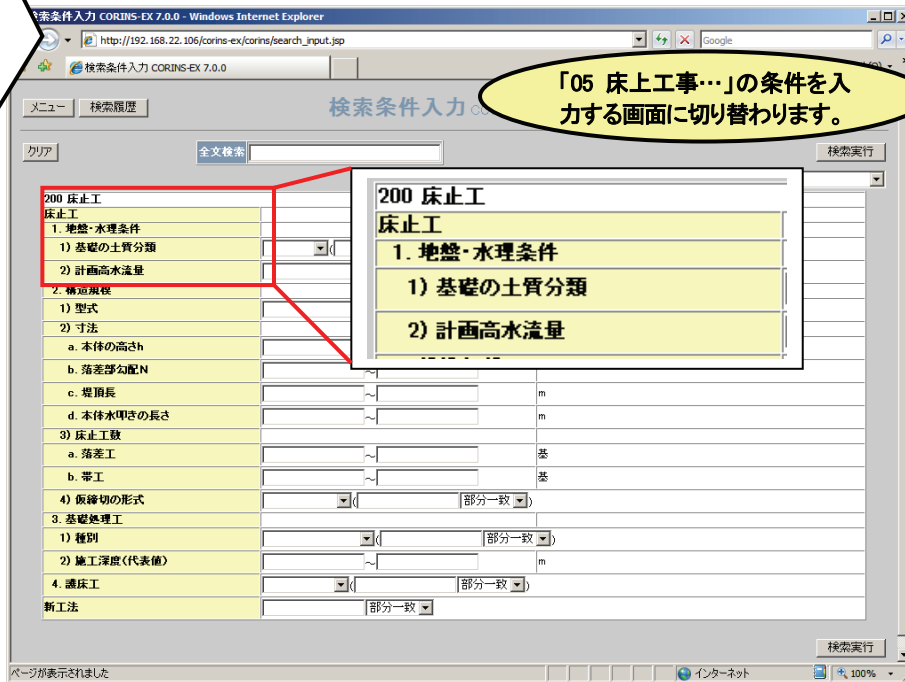 索条件入力 CORINS-EX 7.0.0 - Windows Internet Explorer
http://192.168.22.106/corins-ex/corins/search_input.jsp
Google
検索条件入力 CORINS-EX 7.0.0
「05 床上工事…」の条件を入
力する画面に切り替わります。
メニュー 検索履歴 検索条件入力
クリア 全文検索 検索実行
200 床止工
床止工
1. 地盤・水理条件
1) 基礎の土質分類 (
2) 計画高水流量
200 床止工
床止工
1. 地盤・水理条件
1) 基礎の土質分類
2) 計画高水流量
2. 構造規模
1) 型式
2) 寸法
a. 本体の高さh
b. 落差部勾配N ～
c. 堤頂長 ～ m
d. 本体水叩きの長さ ～ m
3) 床止工数
a. 落差工 ～ 基
b. 帯工 ～ 基
4) 仮締切の形式 ( 部分一致 )
3. 基礎処理工
1) 種別 ( 部分一致 )
2) 施工深度(代表値) ～ m
4. 護床工 ( 部分一致 )
新工法 部分一致
検索実行
ページが表示されました インターネット 100%